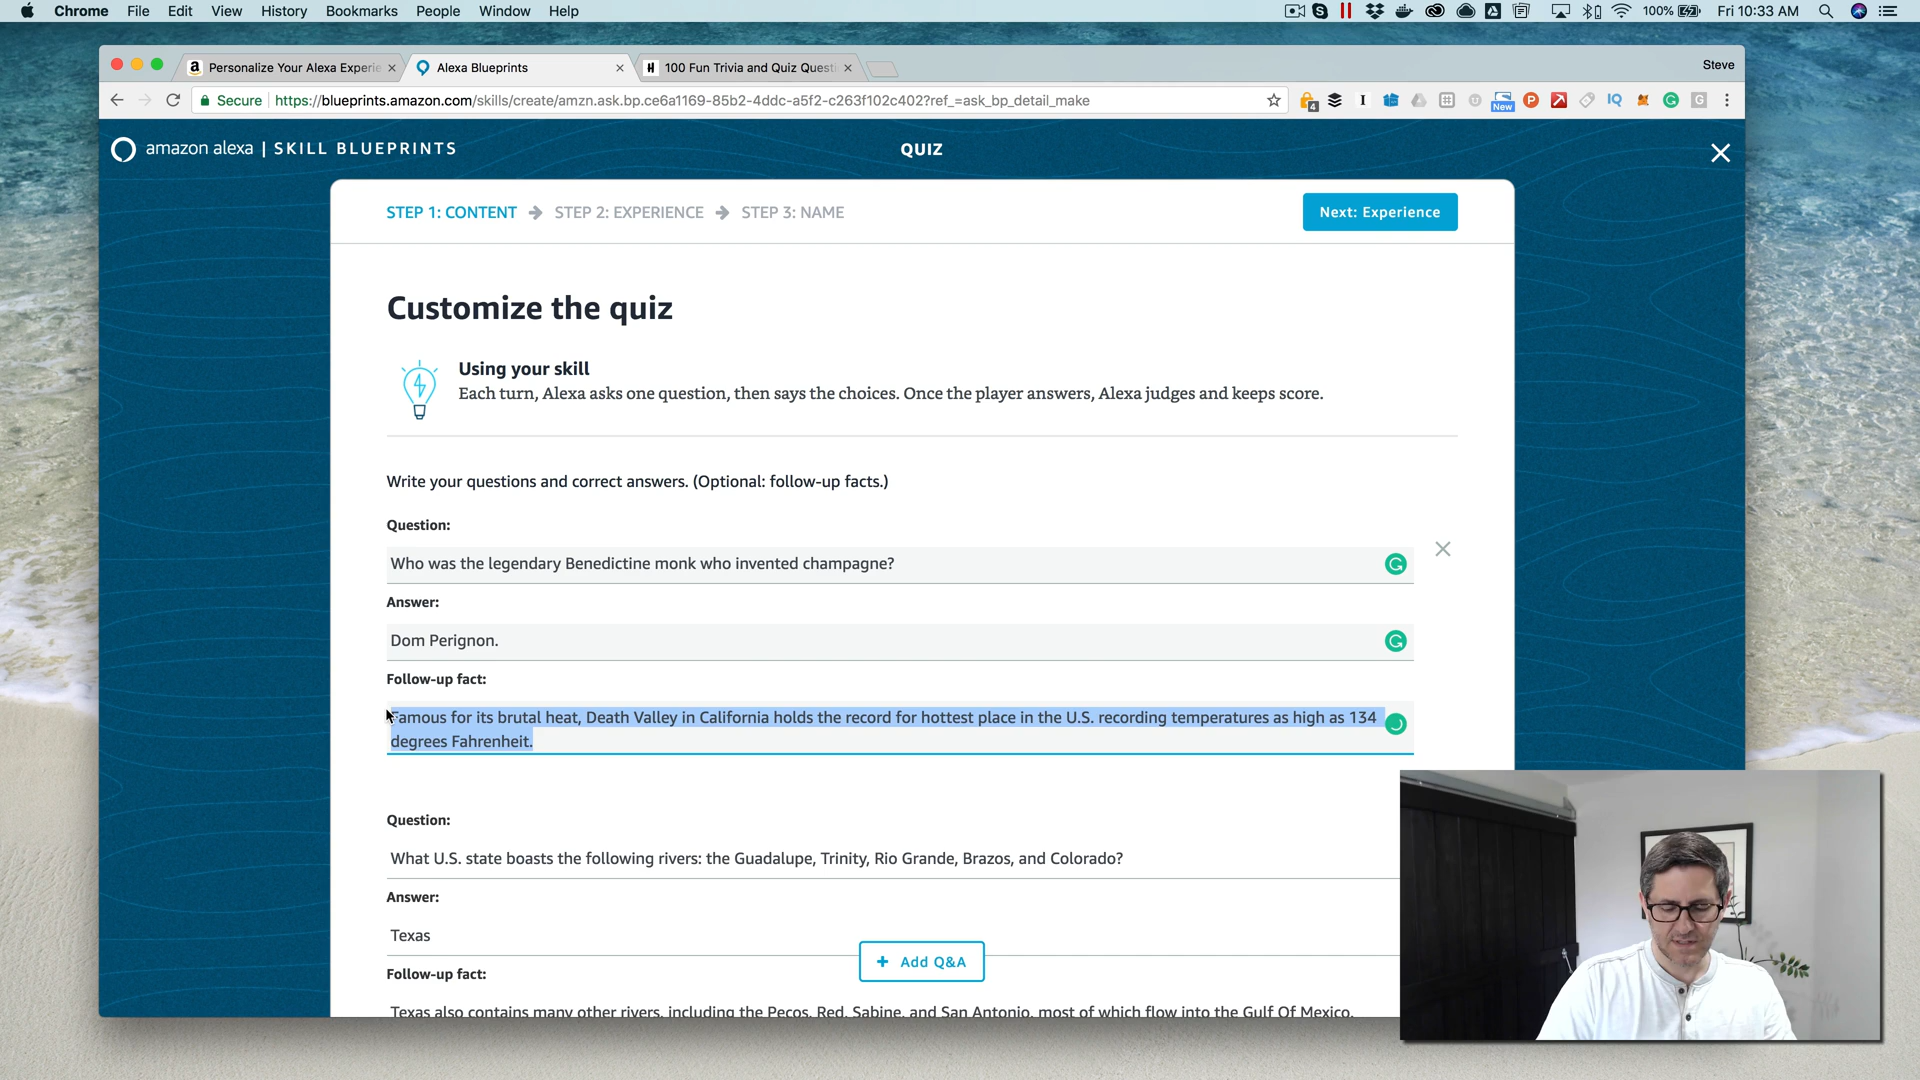 Chrome File Edit View History Bookmarks People Window Help 100% Fri 10:33 AM
Personalize Your Alexa Experie Alexa Blueprints 100 Fun Trivia and Quiz Questi Steve
Secure https://blueprints.amazon.com/skills/create/amzn.ask.bp.ce6a1169-85b2-4ddc-a5f2-c263f102c402?ref_=ask_bp_detail_make
amazon alexa | SKILL BLUEPRINTS QUIZ
STEP 1: CONTENT STEP 2: EXPERIENCE STEP 3: NAME Next: Experience
Customize the quiz
Using your skill
Each turn, Alexa asks one question, then says the choices. Once the player answers, Alexa judges and keeps score.
Write your questions and correct answers. (Optional: follow-up facts.)
Question:
Who was the legendary Benedictine monk who invented champagne?
Answer:
Dom Perignon.
Follow-up fact:
Famous for its brutal heat, Death Valley in California holds the record for hottest place in the U.S. recording temperatures as high as 134
degrees Fahrenheit.
Question:
What U.S. state boasts the following rivers: the Guadalupe, Trinity, Rio Grande, Brazos, and Colorado?
Answer:
Texas
+ Add Q&A
Follow-up fact:
Texas also contains many other rivers, including the Pecos, Red, Sabine, and San Antonio, most of which flow into the Gulf Of Mexico.